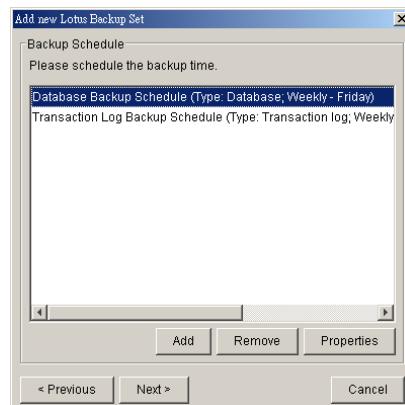 Add new Lotus Backup Set
Backup Schedule
Please schedule the backup time.
Database Backup Schedule (Type: Database; Weekly - Friday)
Transaction Log Backup Schedule (Type: Transaction log; Weekly
Add Remove Properties
< Previous Next > Cancel